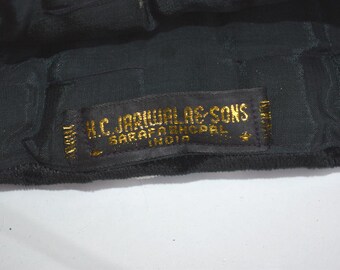 H.C. JARIWALA & SONS
SARAFA BHOPAL
INDIA